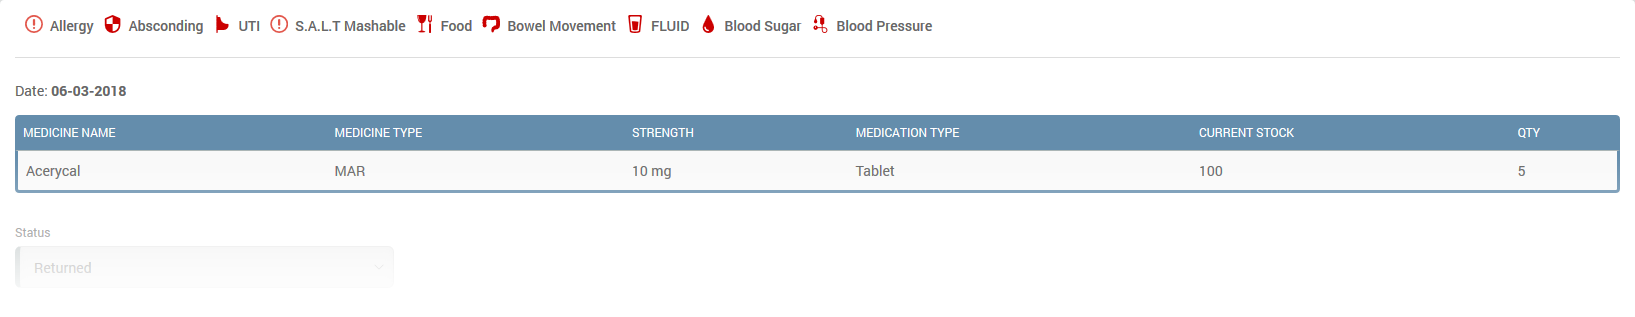 Allergy Absconding UTI S.A.L.T Mashable Food Bowel Movement FLUID Blood Sugar Blood Pressure
Date: 06-03-2018
MEDICINE NAME MEDICINE TYPE STRENGTH MEDICATION TYPE CURRENT STOCK QTY
Acerycal MAR 10 mg Tablet 100 5
Status
Returned